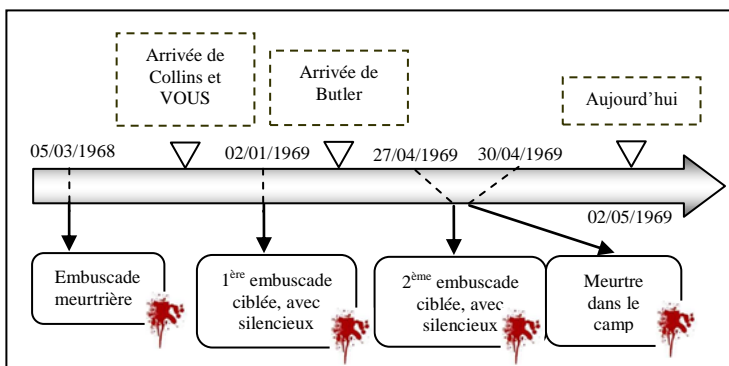 Arrivée de
Collins et
VOUS
Arrivée de
Butler
Aujourd’hui
05/03/1968
02/01/1969
27/04/1969
30/04/1969
02/05/1969
Embuscade
meurtrière
1ère embuscade
ciblée, avec
silencieux
2ème embuscade
ciblée, avec
silencieux
Meurtre
dans le
camp